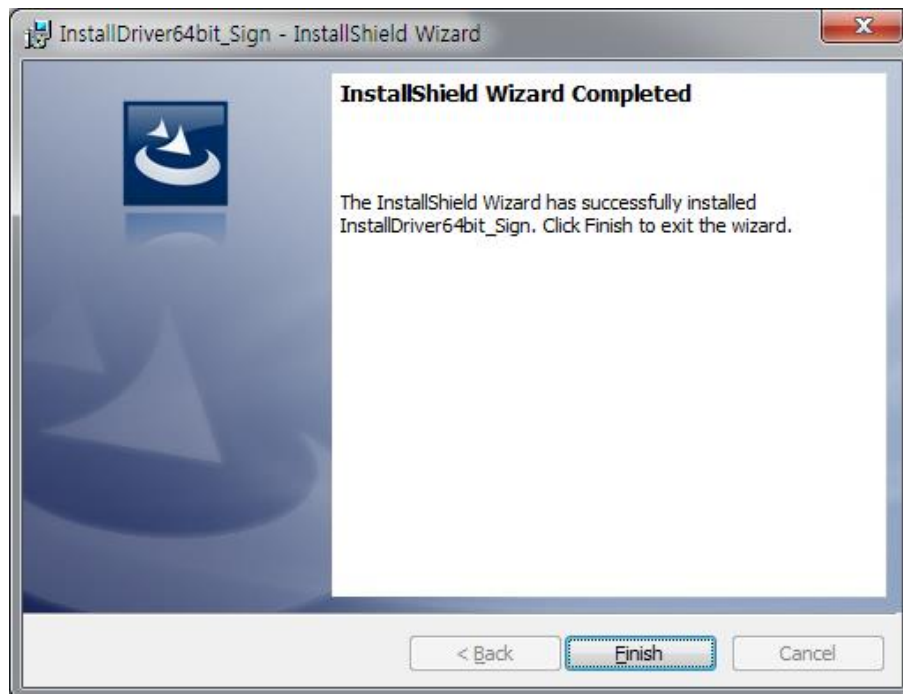 InstallDriver64bit_Sign - InstallShield Wizard
X
InstallShield Wizard Completed
The InstallShield Wizard has successfully installed
InstallDriver64bit_Sign. Click Finish to exit the wizard.
< Back
Finish
Cancel